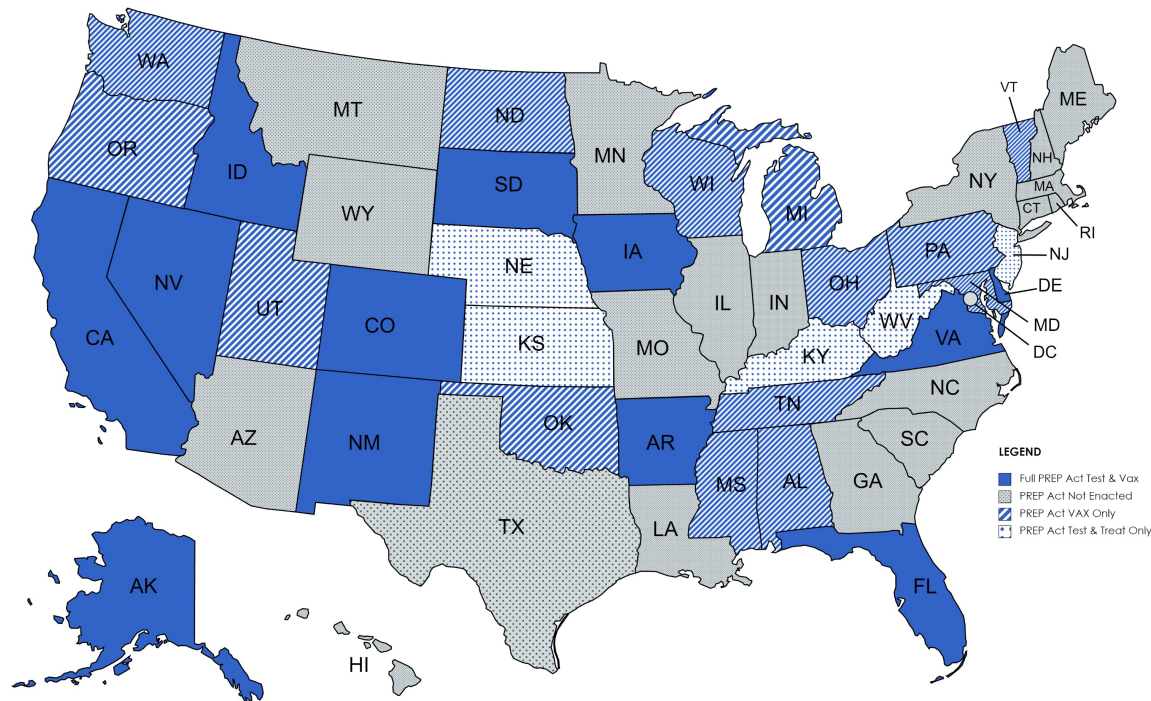 WA
MT
ND
MN
VT
ME
OR
ID
SD
WI
MI
NH
NY
MA
CT
RI
WY
NE
IA
PA
NJ
NV
UT
CO
IL
IN
OH
DE
CA
KS
MO
KY
WV
VA
MD
DC
AZ
NM
OK
AR
TN
NC
SC
MS
AL
GA
LEGEND
Full PREP Act Test & Vax
PREP Act Not Enacted
PREP Act VAX Only
PREP Act Test & Treat Only
TX
LA
AK
FL
HI